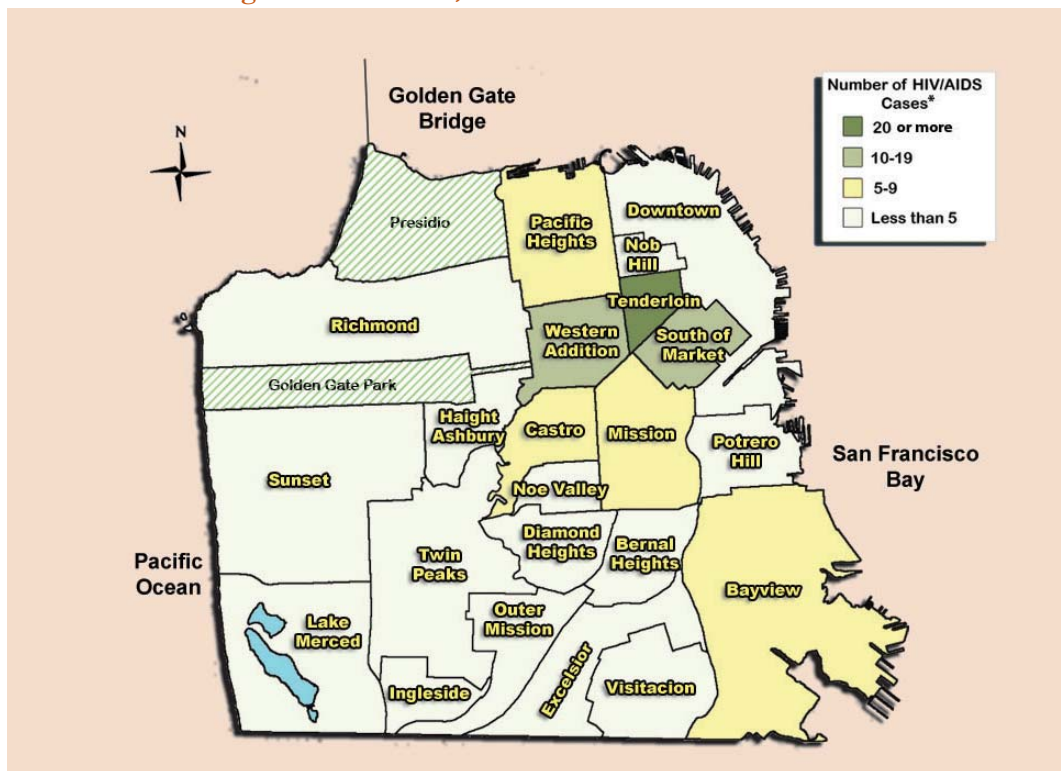 Golden Gate
Bridge
N
Number of HIV/AIDS
Cases*
20 or more
10-19
5-9
Less than 5
Presidio
Pacific
Heights
Downtown
Nob
Hill
Tenderloin
Richmond
Western
Addition
South of
Market
Golden Gate Park
Haight
Ashbury
Castro
Mission
Potrero
Hill
San Francisco
Bay
Sunset
Noe Valley
Diamond
Heights
Bernal
Heights
Twin
Peaks
Pacific
Ocean
Bayview
Outer
Mission
Lake
Merced
Ingleside
Excelsior
Visitacion